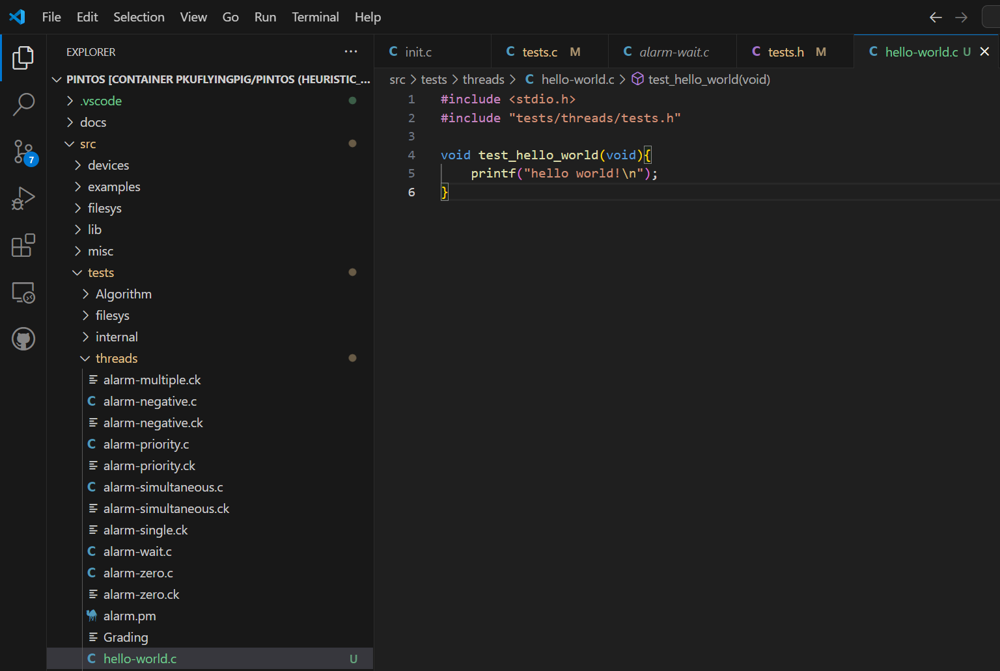 File Edit Selection View Go Run Terminal Help
EXPLORER
PINTOS [CONTAINER PKUFLYINGPIG/PINTOS (HEURISTIC_...
.vscode
docs
src
devices
examples
filesys
lib
misc
tests
Algorithm
filesys
internal
threads
alarm-multiple.ck
alarm-negative.c
alarm-negative.ck
alarm-priority.c
alarm-priority.ck
alarm-simultaneous.c
alarm-simultaneous.ck
alarm-single.ck
alarm-wait.c
alarm-zero.c
alarm-zero.ck
alarm.pm
Grading
hello-world.c U
7
C init.c C tests.c M C alarm-wait.c C tests.h M C hello-world.c U
src > tests > threads > C hello-world.c > test_hello_world(void)
1 #include <stdio.h>
2 #include "tests/threads/tests.h"
3
4 void test_hello_world(void){
5 printf("hello world!\n");
6 }